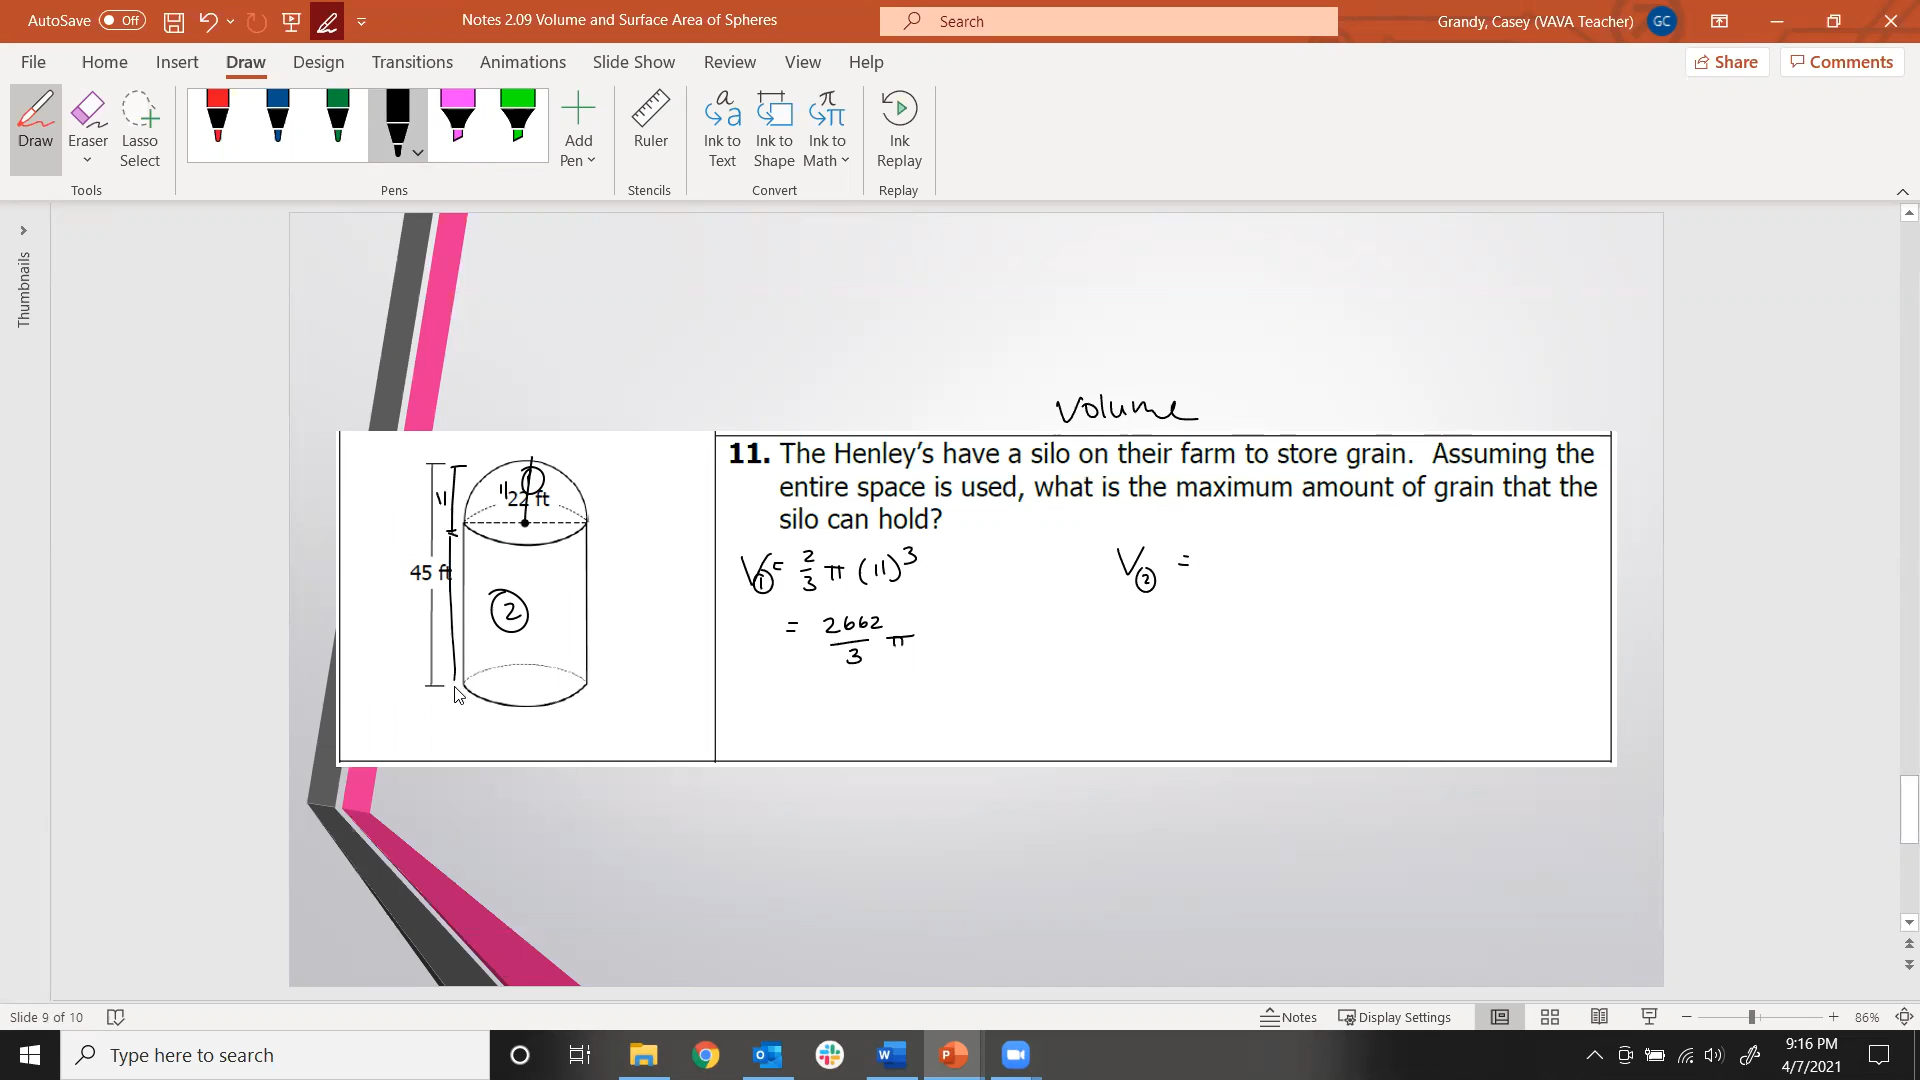 AutoSave Off
Notes 2.09 Volume and Surface Area of Spheres
Search
Grandy, Casey (VAVA Teacher) GC
File Home Insert Draw Design Transitions Animations Slide Show Review View Help
Share Comments
Draw Eraser Lasso Select
Add Pen
Ruler
Ink to Text
Ink to Shape
Ink to Math
Ink Replay
Tools Pens Stencils Convert Replay
Thumbnails
Volume
11. The Henley's have a silo on their farm to store grain. Assuming the
entire space is used, what is the maximum amount of grain that the
silo can hold?
11
11
22 ft
45 ft
②
V① = 2/3 π (11)³
= 2662/3 π
V② =
Slide 9 of 10
Notes Display Settings 86%
Type here to search
9:16 PM
4/7/2021